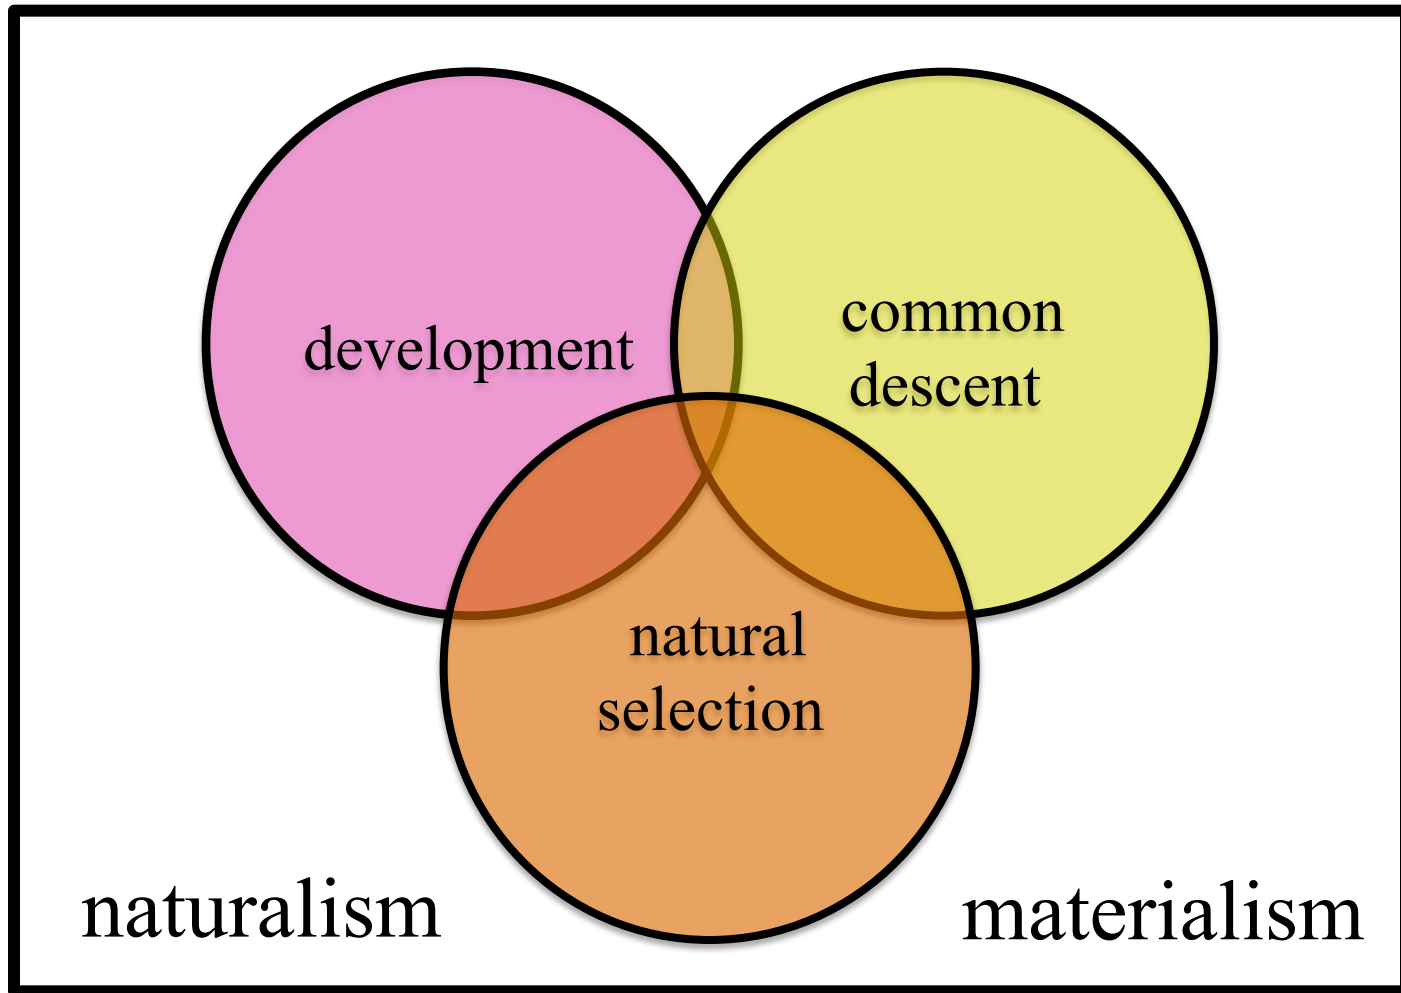 development
common
descent
natural
selection
naturalism
materialism